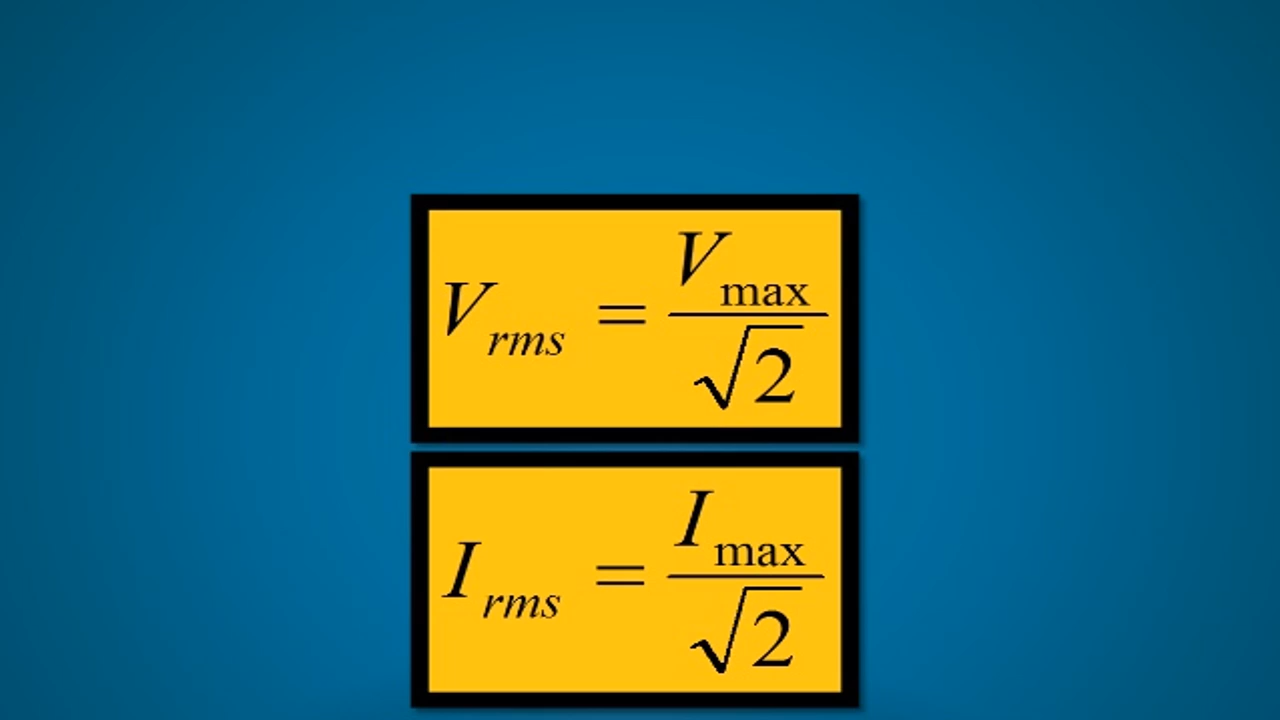 V_rms = V_max / √2
I_rms = I_max / √2